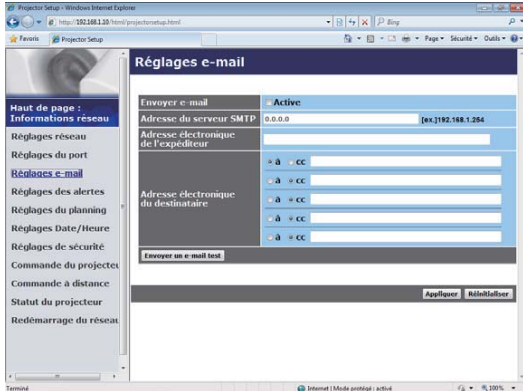 Projector Setup - Windows Internet Explorer
http://192.168.1.10/html/projectorsetup.html
Bing
Favoris
Projector Setup
Page
Sécurité
Outils
Réglages e-mail
Haut de page :
Informations réseau
Réglages réseau
Réglages du port
Réglages e-mail
Réglages des alertes
Réglages du planning
Réglages Date/Heure
Réglages de sécurité
Commande du projecteu
Commande à distance
Statut du projecteur
Redémarrage du réseau
Envoyer e-mail
Active
Adresse du serveur SMTP
0.0.0.0
[ex.]192.168.1.254
Adresse électronique
de l'expéditeur
Adresse électronique
du destinataire
à cc
à cc
à cc
à cc
à cc
Envoyer un e-mail test
Appliquer
Réinitialiser
Terminé
Internet | Mode protégé : activé
100%